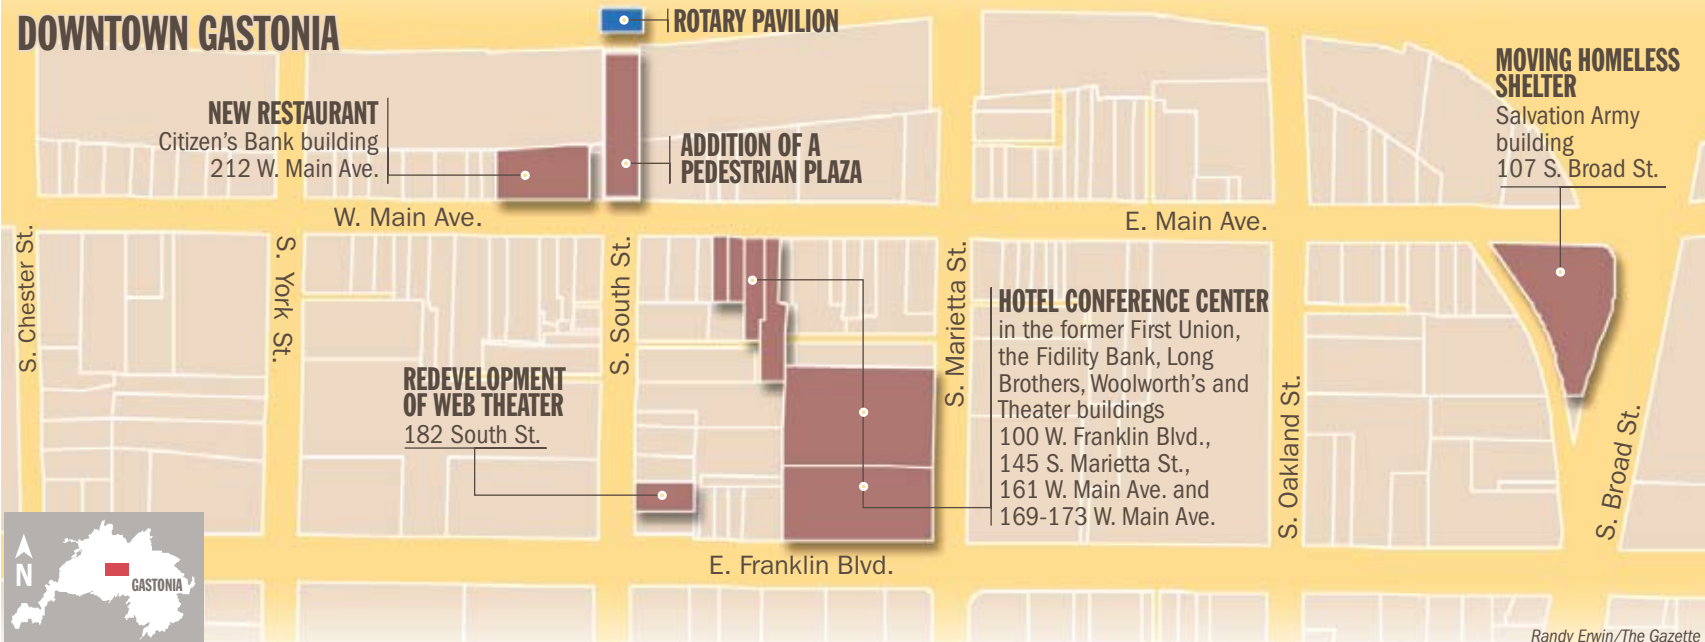 DOWNTOWN GASTONIA
ROTARY PAVILION
NEW RESTAURANT
Citizen's Bank building
212 W. Main Ave.
ADDITION OF A
PEDESTRIAN PLAZA
MOVING HOMELESS
SHELTER
Salvation Army
building
107 S. Broad St.
W. Main Ave.
E. Main Ave.
S. Chester St.
S. York St.
S. South St.
S. Marietta St.
S. Oakland St.
S. Broad St.
HOTEL CONFERENCE CENTER
in the former First Union,
the Fidility Bank, Long
Brothers, Woolworth's and
Theater buildings
100 W. Franklin Blvd.,
145 S. Marietta St.,
161 W. Main Ave. and
169-173 W. Main Ave.
REDEVELOPMENT
OF WEB THEATER
182 South St.
E. Franklin Blvd.
N
GASTONIA
Randy Erwin/The Gazette